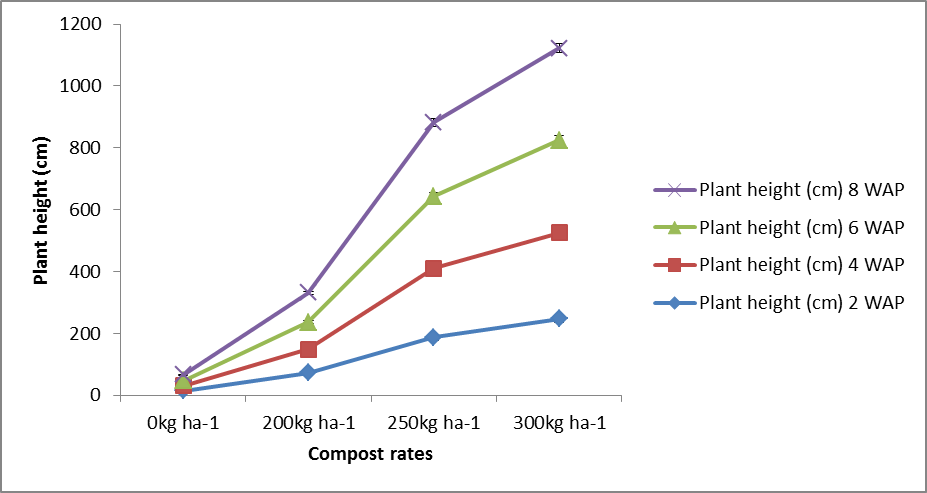 1200
1000
800
600
400
200
0
Plant height (cm)
0kg ha-1
200kg ha-1
250kg ha-1
300kg ha-1
Compost rates
Plant height (cm) 8 WAP
Plant height (cm) 6 WAP
Plant height (cm) 4 WAP
Plant height (cm) 2 WAP